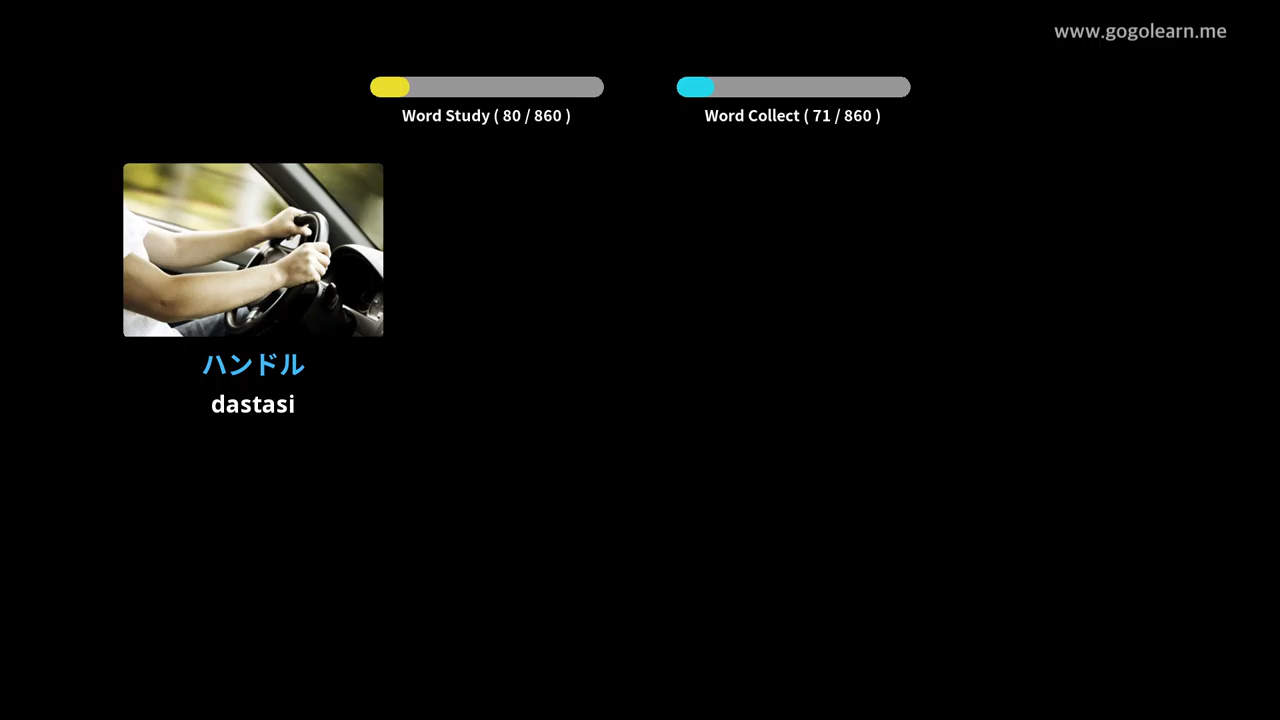 www.gogolearn.me
Word Study ( 80 / 860 )
Word Collect ( 71 / 860 )
ハンドル
dastasi